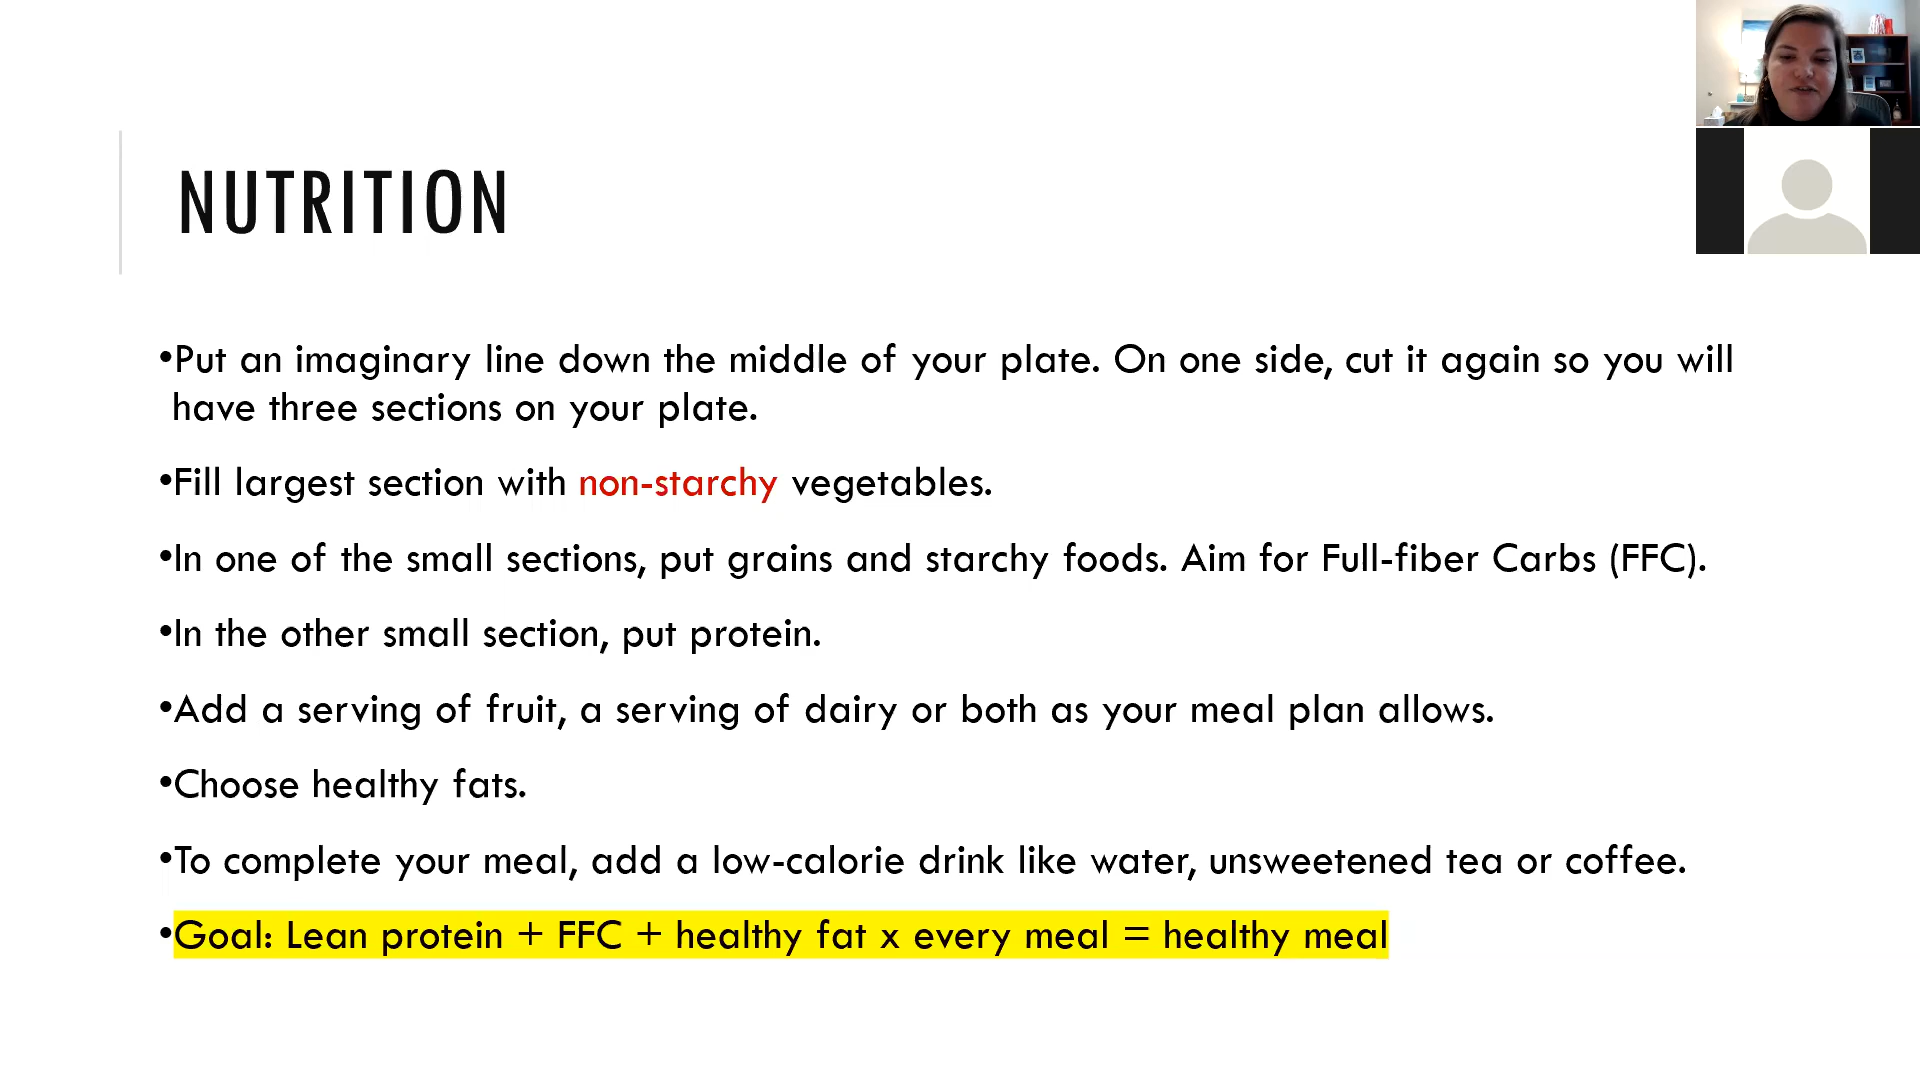 NUTRITION
•Put an imaginary line down the middle of your plate. On one side, cut it again so you will
have three sections on your plate.
•Fill largest section with non-starchy vegetables.
•In one of the small sections, put grains and starchy foods. Aim for Full-fiber Carbs (FFC).
•In the other small section, put protein.
•Add a serving of fruit, a serving of dairy or both as your meal plan allows.
•Choose healthy fats.
•To complete your meal, add a low-calorie drink like water, unsweetened tea or coffee.
•Goal: Lean protein + FFC + healthy fat x every meal = healthy meal